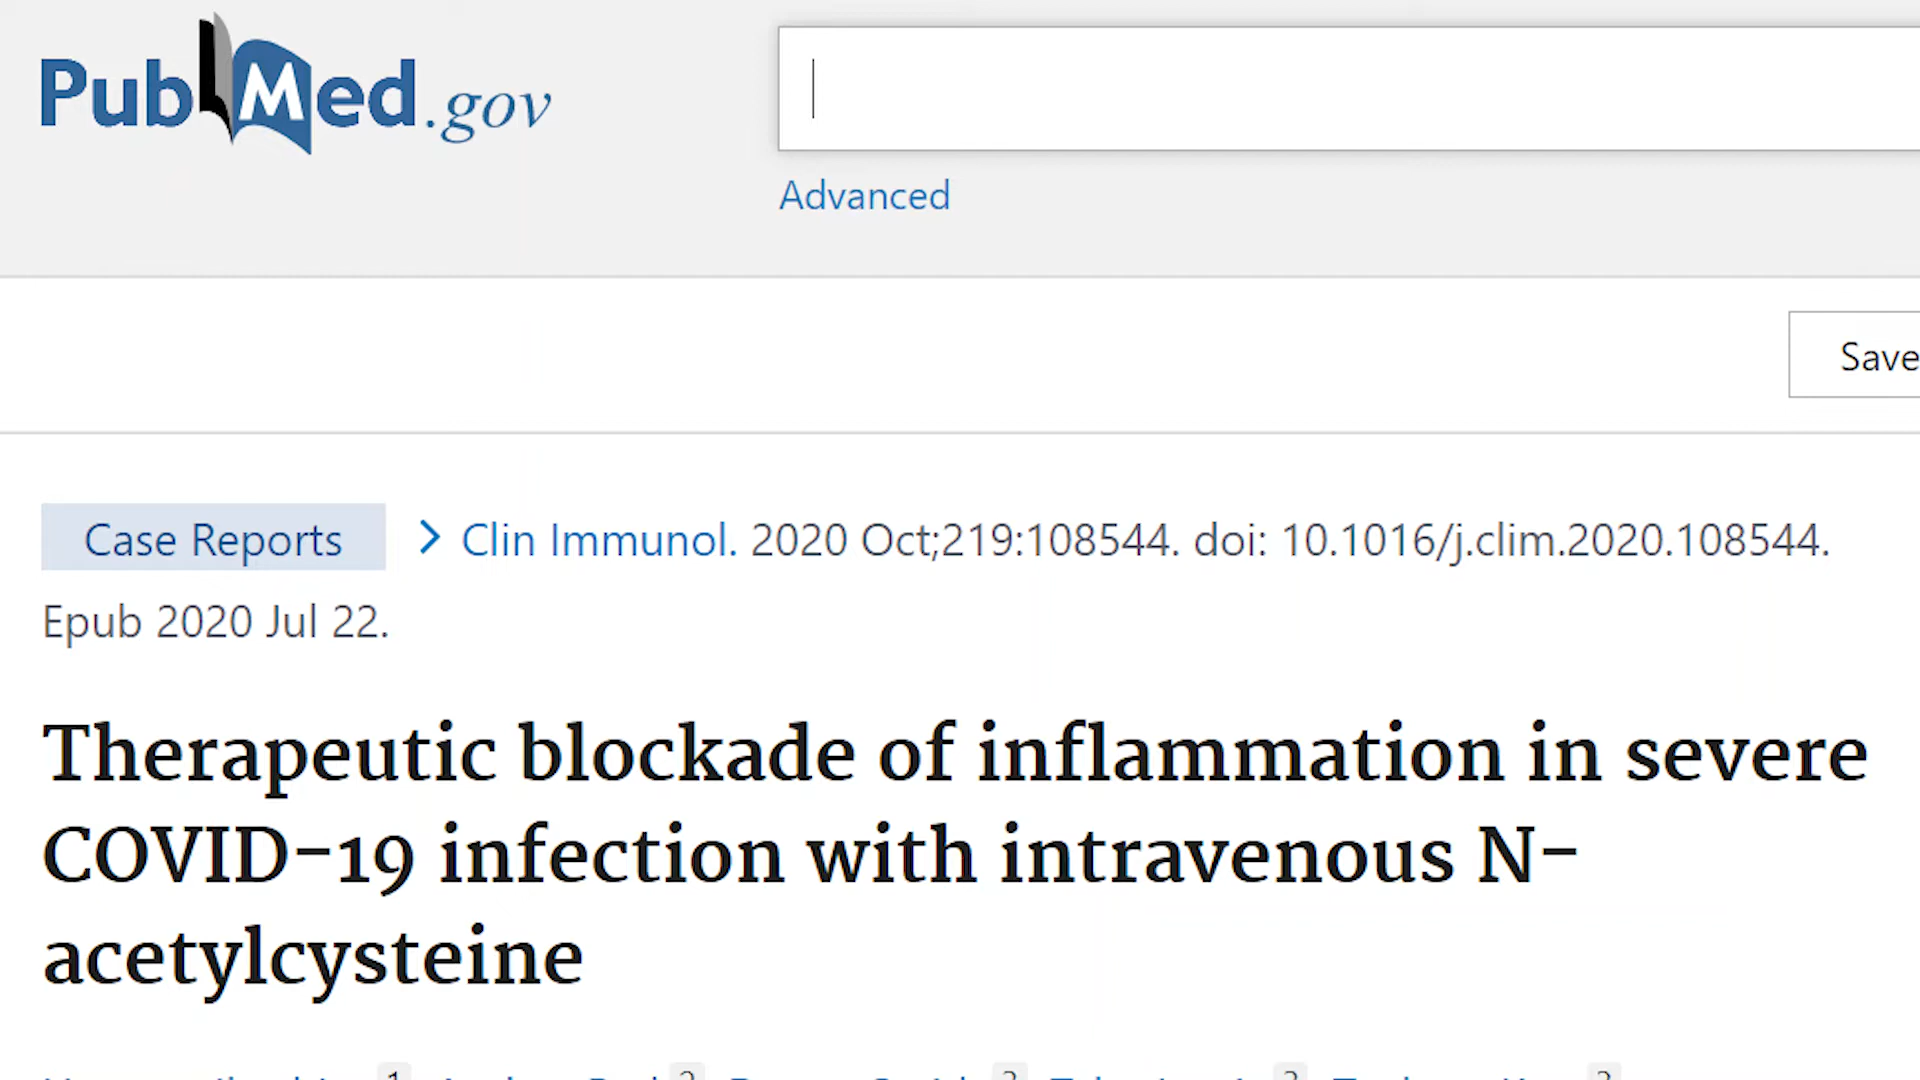 PubMed.gov
Advanced
Save
Case Reports > Clin Immunol. 2020 Oct;219:108544. doi: 10.1016/j.clim.2020.108544.
Epub 2020 Jul 22.
Therapeutic blockade of inflammation in severe
COVID-19 infection with intravenous N-
acetylcysteine